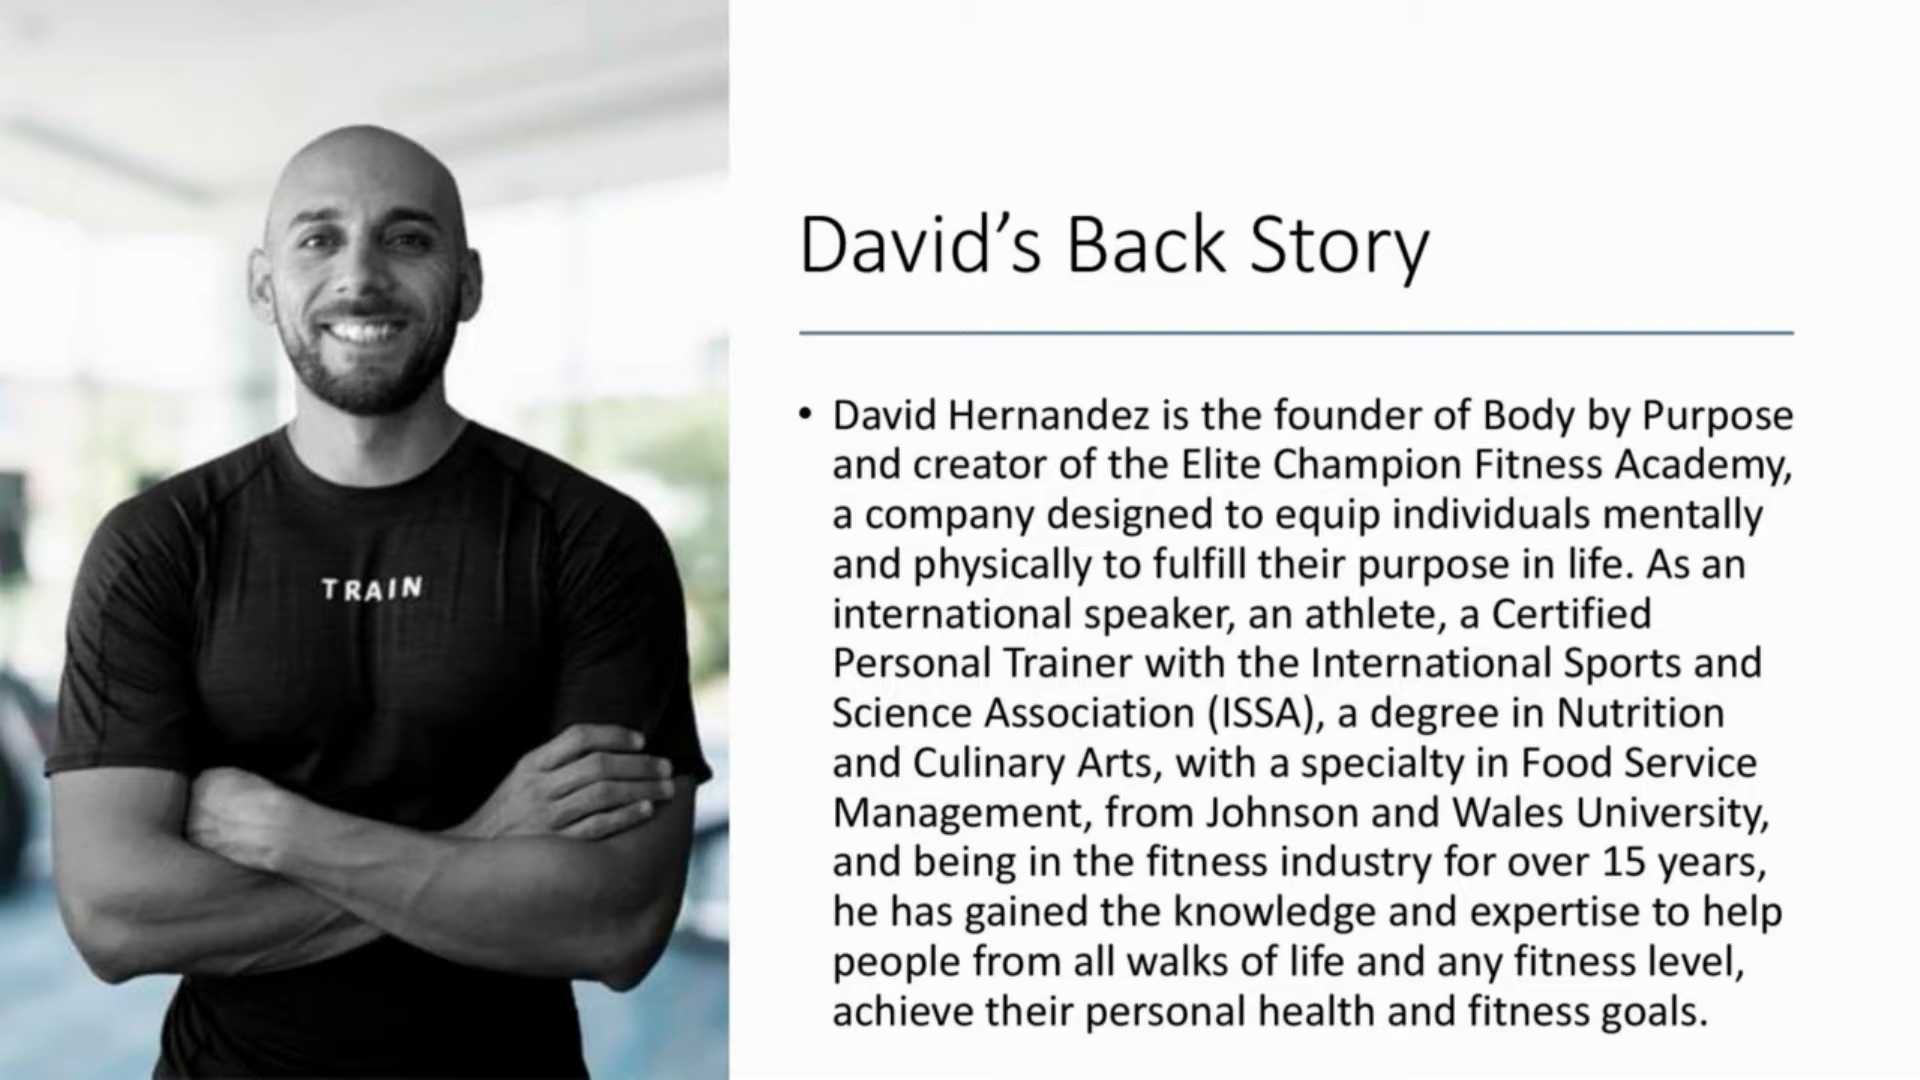 TRAIN
David’s Back Story
• David Hernandez is the founder of Body by Purpose
and creator of the Elite Champion Fitness Academy,
a company designed to equip individuals mentally
and physically to fulfill their purpose in life. As an
international speaker, an athlete, a Certified
Personal Trainer with the International Sports and
Science Association (ISSA), a degree in Nutrition
and Culinary Arts, with a specialty in Food Service
Management, from Johnson and Wales University,
and being in the fitness industry for over 15 years,
he has gained the knowledge and expertise to help
people from all walks of life and any fitness level,
achieve their personal health and fitness goals.